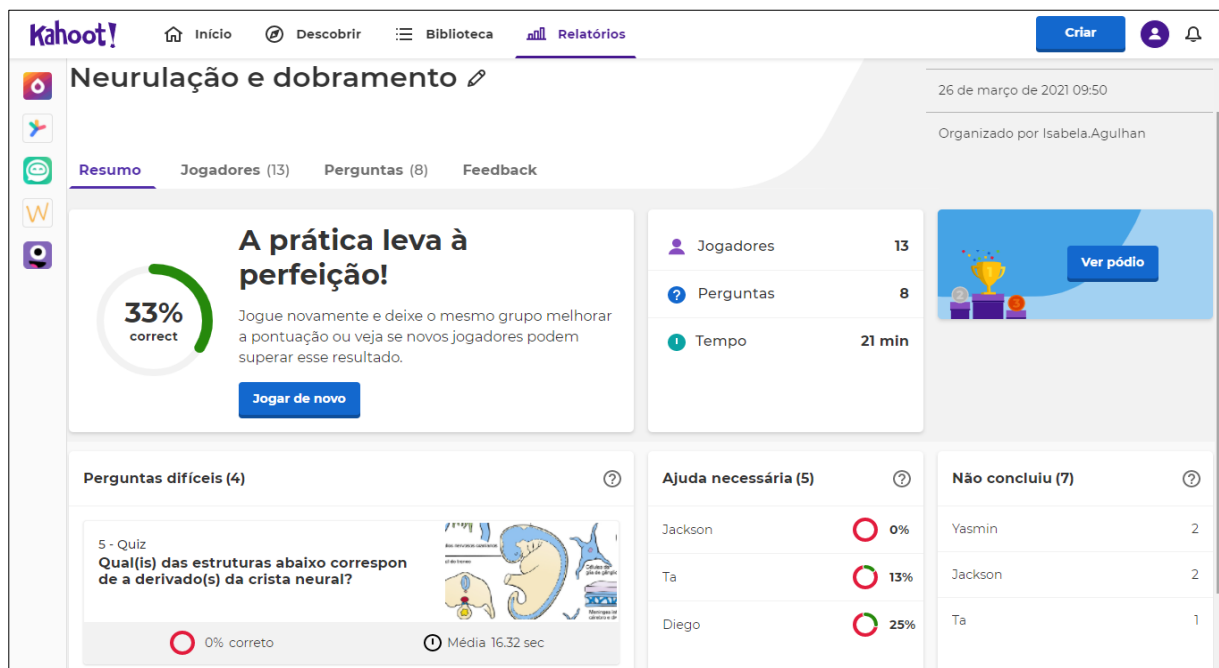 Kahoot!
Início
Descobrir
Biblioteca
Relatórios
Criar
Neurulação e dobramento
26 de março de 2021 09:50
Organizado por Isabela.Agulhan
Resumo
Jogadores (13)
Perguntas (8)
Feedback
33%
correct
A prática leva à
perfeição!
Jogue novamente e deixe o mesmo grupo melhorar
a pontuação ou veja se novos jogadores podem
superar esse resultado.
Jogar de novo
Jogadores 13
Perguntas 8
Tempo 21 min
Ver pódio
1
2
3
Perguntas difíceis (4)
5 - Quiz
Qual(is) das estruturas abaixo correspon
de a derivado(s) da crista neural?
0% correto
Média 16.32 sec
Ajuda necessária (5)
Jackson 0%
Ta 13%
Diego 25%
Não concluiu (7)
Yasmin 2
Jackson 2
Ta 1